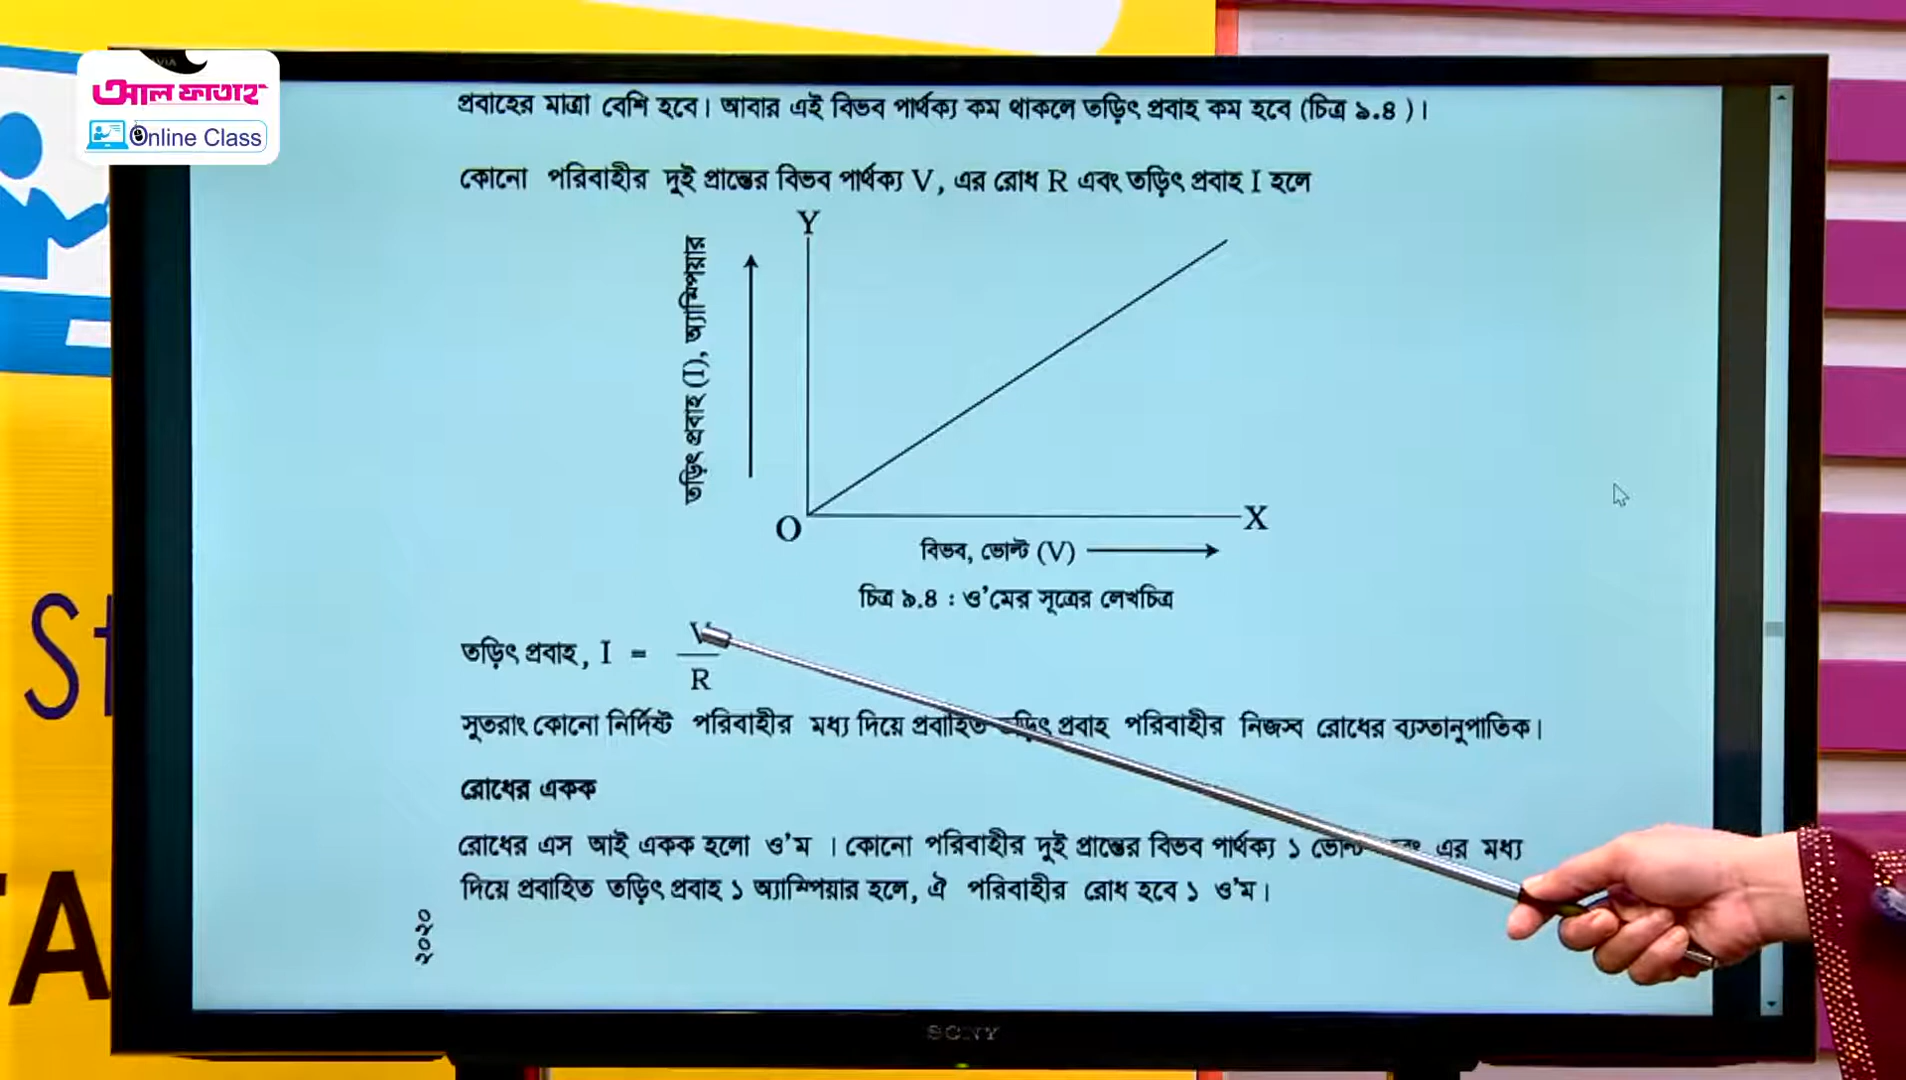 আল ফাতাহ
Online Class
প্রবাহের মাত্রা বেশি হবে। আবার এই বিভব পার্থক্য কম থাকলে তড়িৎ প্রবাহ কম হবে (চিত্র ৯.৪ )।
কোনো পরিবাহীর দুই প্রান্তের বিভব পার্থক্য V, এর রোধ R এবং তড়িৎ প্রবাহ I হলে
Y
তড়িৎ প্রবাহ (I), অ্যাম্পিয়ার
O
X
বিভব, ভোল্ট (V)
চিত্র ৯.৪ : ও'মের সূত্রের লেখচিত্র
তড়িৎ প্রবাহ, I = V
R
সুতরাং কোনো নির্দিষ্ট পরিবাহীর মধ্য দিয়ে প্রবাহিত তড়িৎ প্রবাহ পরিবাহীর নিজস্ব রোধের ব্যস্তানুপাতিক।
রোধের একক
রোধের এস আই একক হলো ও'ম । কোনো পরিবাহীর দুই প্রান্তের বিভব পার্থক্য ১ ভোল্ট এবং এর মধ্য
দিয়ে প্রবাহিত তড়িৎ প্রবাহ ১ অ্যাম্পিয়ার হলে, ঐ পরিবাহীর রোধ হবে ১ ও'ম।
২০২০
SONY
St
TA